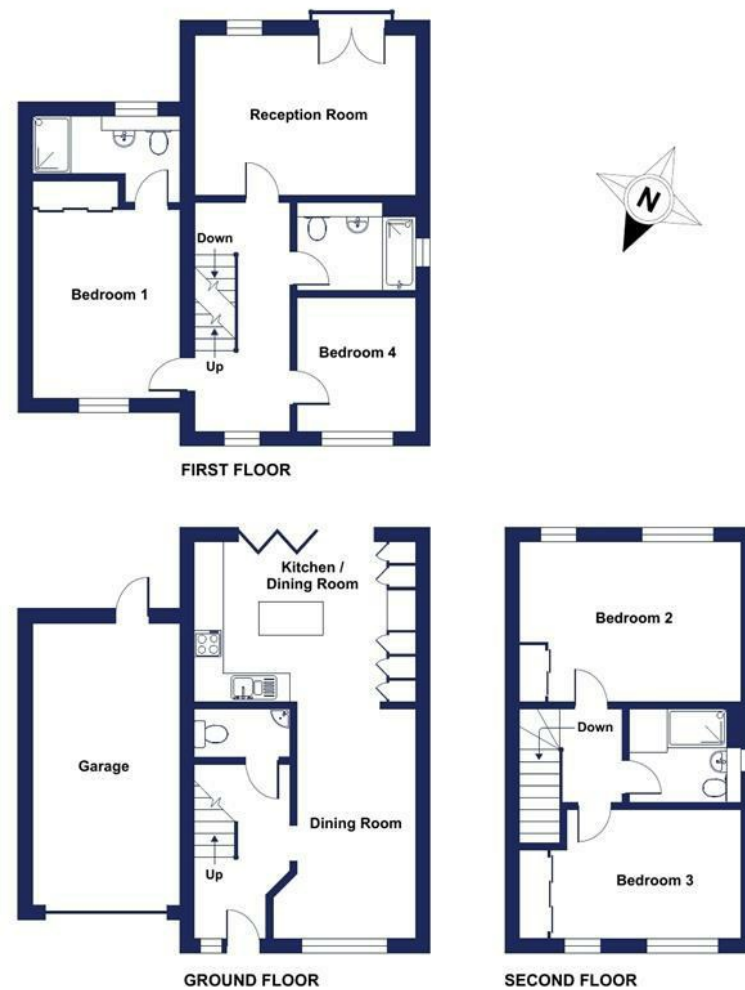 Reception Room
N
Down
Bedroom 1
Bedroom 4
Up
FIRST FLOOR
Kitchen /
Dining Room
Bedroom 2
Down
Garage
Dining Room
Up
Bedroom 3
GROUND FLOOR
SECOND FLOOR